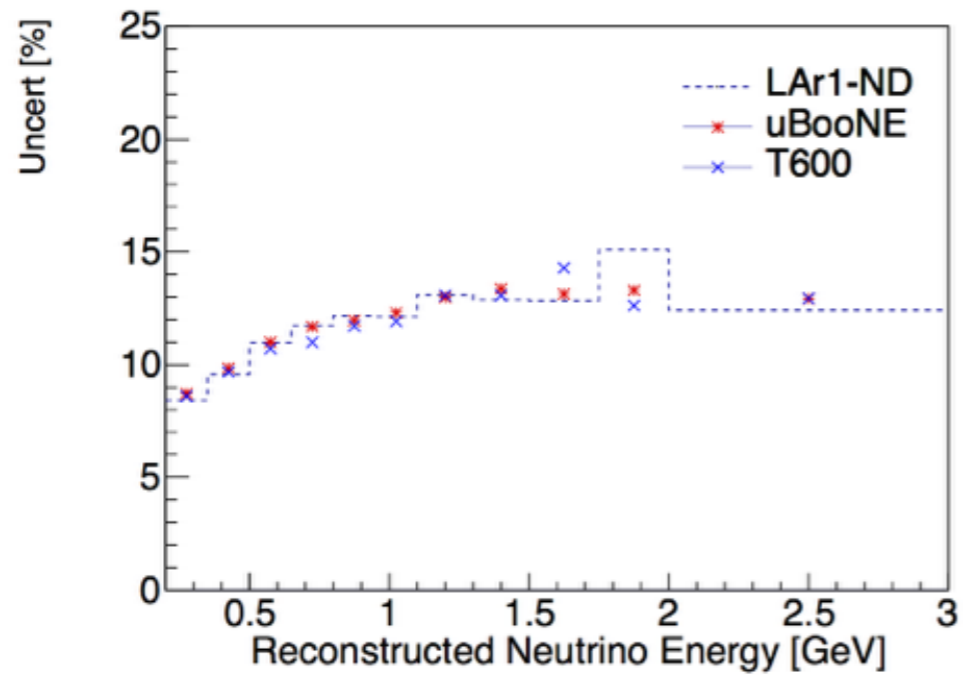 Uncert [%]
25
20
15
10
5
0
LAr1-ND
uBooNE
T600
0.5 1 1.5 2 2.5 3
Reconstructed Neutrino Energy [GeV]